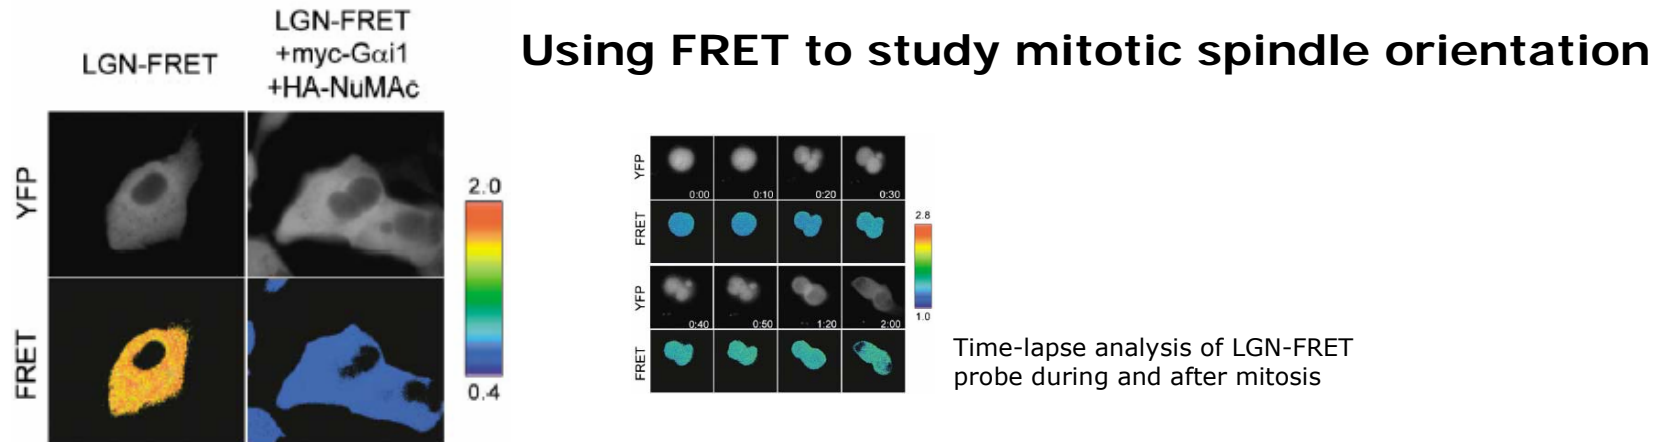 Using FRET to study mitotic spindle orientation
LGN-FRET
LGN-FRET
+myc-Gαi1
+HA-NuMAc
YFP
FRET
2.0
0.4
YFP
0:00
0:10
0:20
0:30
FRET
YFP
0:40
0:50
1:20
2:00
FRET
2.8
1.0
Time-lapse analysis of LGN-FRET
probe during and after mitosis